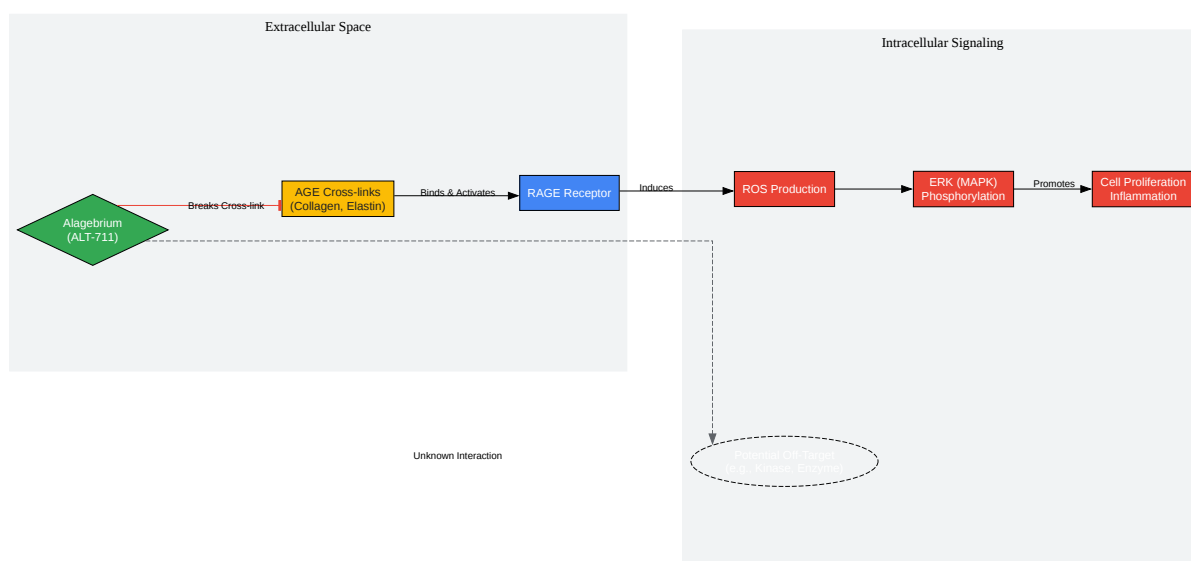 Extracellular Space
Intracellular Signaling
Alagebrium
(ALT-711)
Breaks Cross-link
AGE Cross-links
(Collagen, Elastin)
Binds & Activates
RAGE Receptor
Induces
ROS Production
ERK (MAPK)
Phosphorylation
Promotes
Cell Proliferation
Inflammation
Unknown Interaction
Potential Off-Target
(e.g., Kinase, Enzyme)